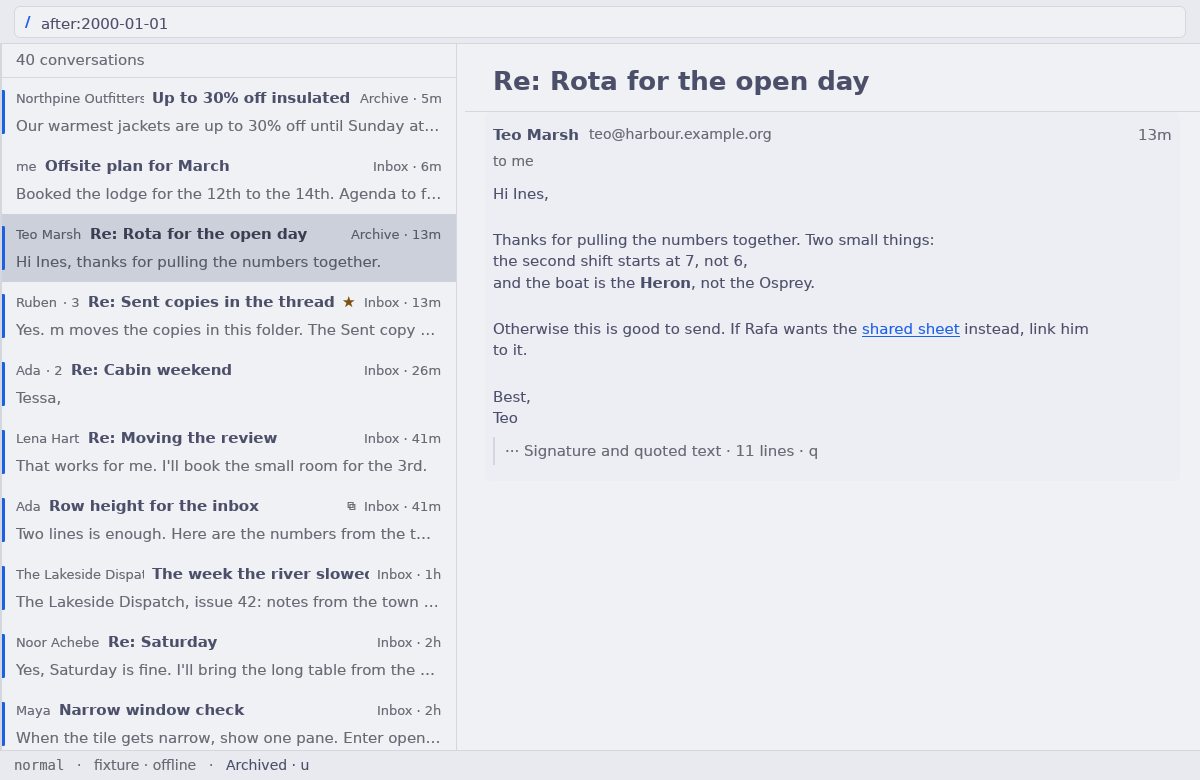 / after:2000-01-01
40 conversations
Northpine Outfitters Up to 30% off insulated Archive · 5m
Our warmest jackets are up to 30% off until Sunday at…
me Offsite plan for March Inbox · 6m
Booked the lodge for the 12th to the 14th. Agenda to f…
Teo Marsh Re: Rota for the open day Archive · 13m
Hi Ines, thanks for pulling the numbers together.
Ruben · 3 Re: Sent copies in the thread ★ Inbox · 13m
Yes. m moves the copies in this folder. The Sent copy …
Ada · 2 Re: Cabin weekend Inbox · 26m
Tessa,
Lena Hart Re: Moving the review Inbox · 41m
That works for me. I'll book the small room for the 3rd.
Ada Row height for the inbox Inbox · 41m
Two lines is enough. Here are the numbers from the t…
The Lakeside Dispat The week the river slowed Inbox · 1h
The Lakeside Dispatch, issue 42: notes from the town …
Noor Achebe Re: Saturday Inbox · 2h
Yes, Saturday is fine. I'll bring the long table from the …
Maya Narrow window check Inbox · 2h
When the tile gets narrow, show one pane. Enter open…
Re: Rota for the open day
Teo Marsh teo@harbour.example.org 13m
to me
Hi Ines,
Thanks for pulling the numbers together. Two small things:
the second shift starts at 7, not 6,
and the boat is the Heron, not the Osprey.
Otherwise this is good to send. If Rafa wants the shared sheet instead, link him
to it.
Best,
Teo
··· Signature and quoted text · 11 lines · q
normal · fixture · offline · Archived · u